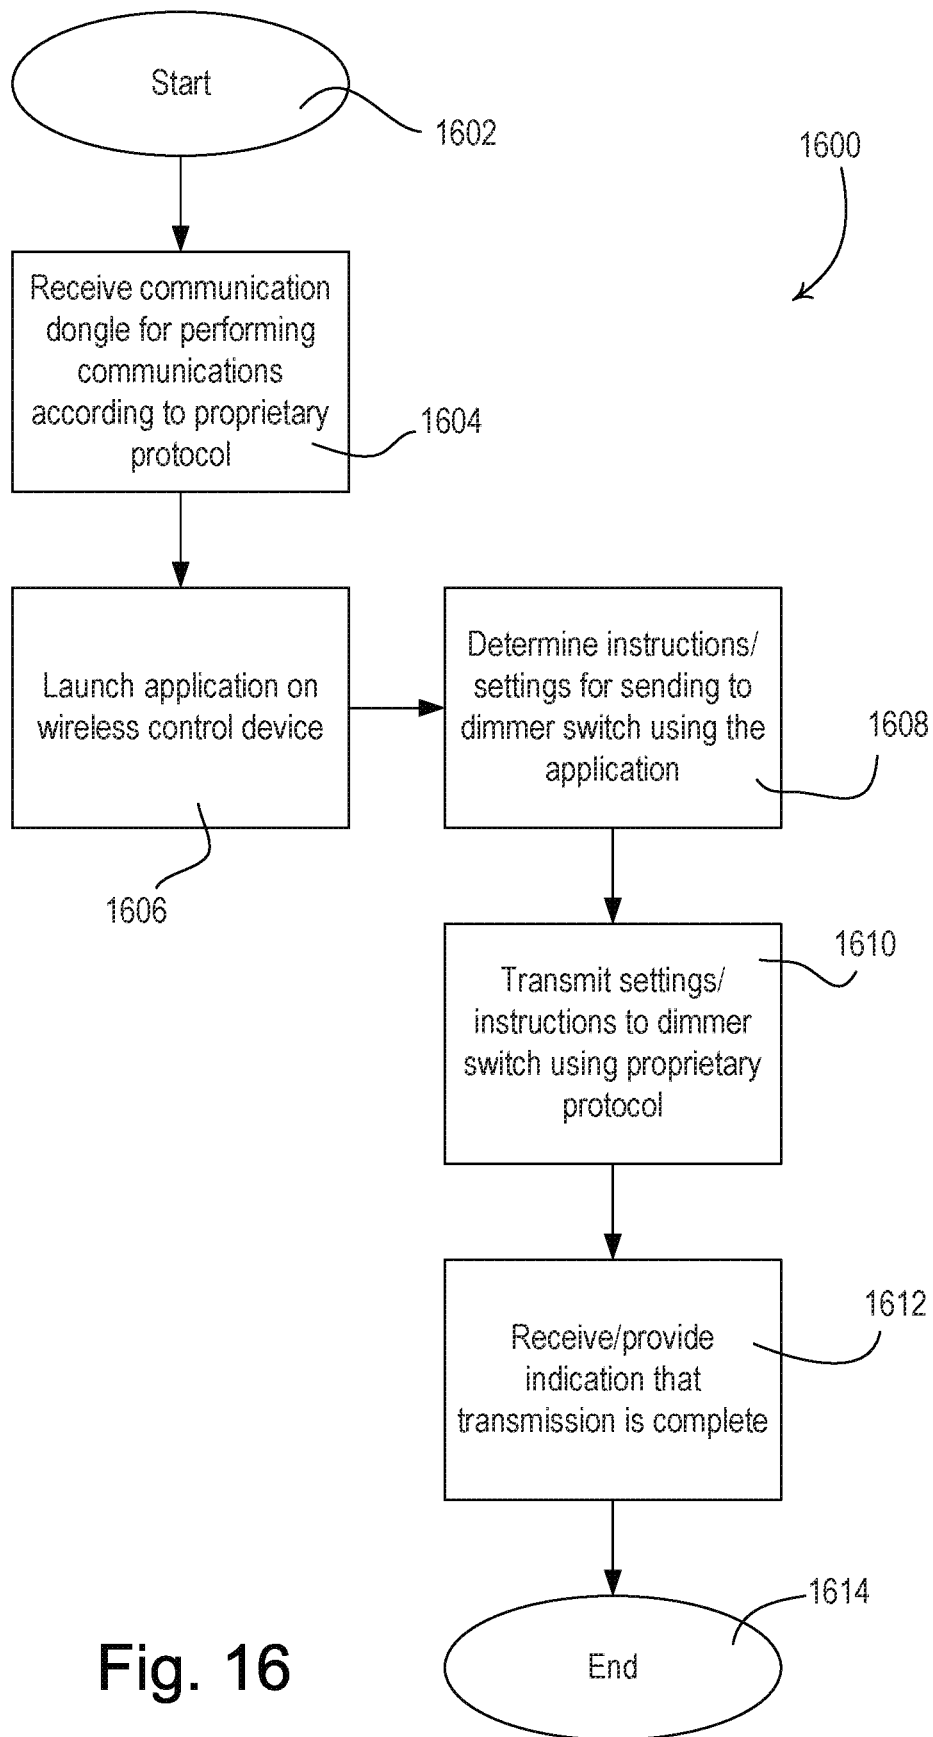 Start
1602
1600
Receive communication
dongle for performing
communications
according to proprietary
protocol
1604
Launch application on
wireless control device
1606
Determine instructions/
settings for sending to
dimmer switch using the
application
1608
Transmit settings/
instructions to dimmer
switch using proprietary
protocol
1610
Receive/provide
indication that
transmission is complete
1612
End
1614
Fig. 16